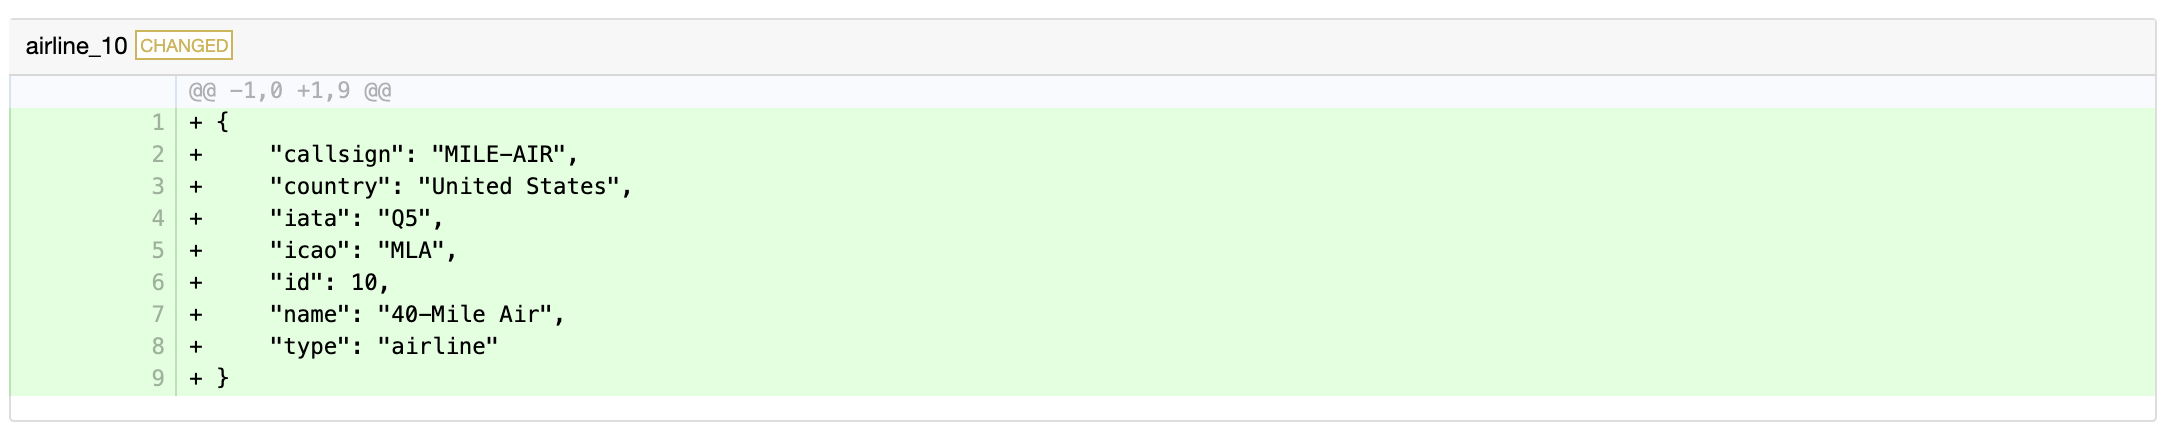 airline_10 CHANGED
@@ -1,0 +1,9 @@
1 + {
2 +     "callsign": "MILE-AIR",
3 +     "country": "United States",
4 +     "iata": "Q5",
5 +     "icao": "MLA",
6 +     "id": 10,
7 +     "name": "40-Mile Air",
8 +     "type": "airline"
9 + }